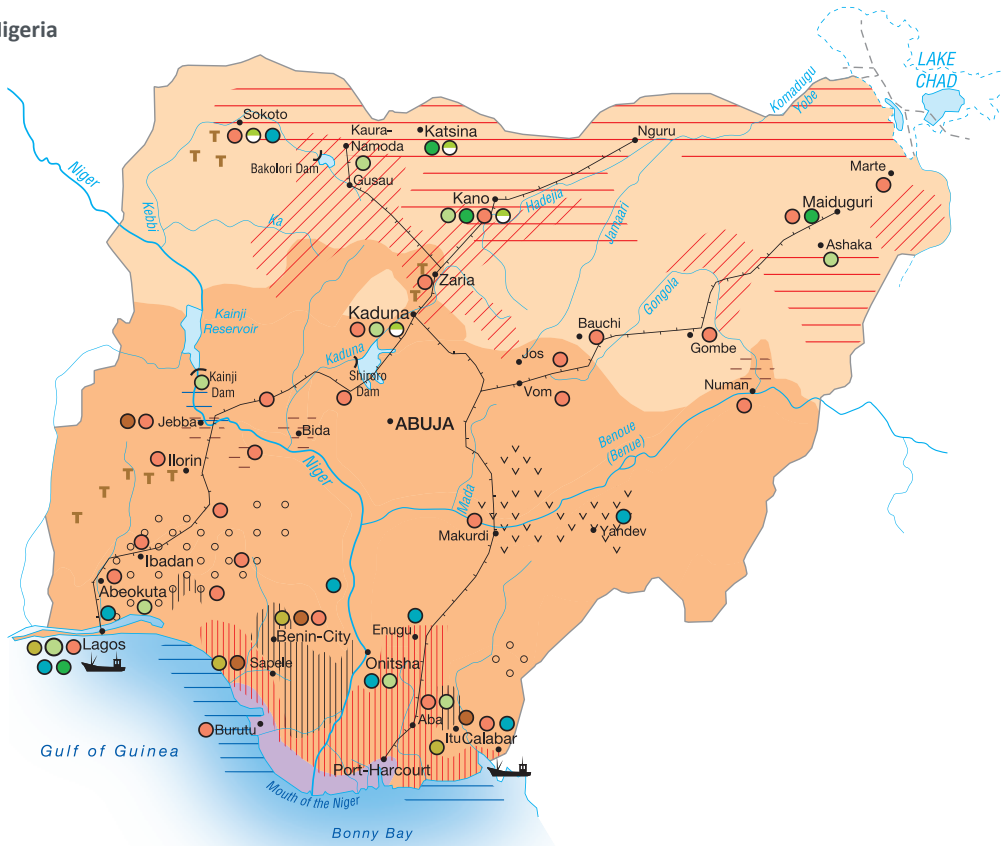 Nigeria
LAKE
CHAD
Komadugu
Yobe
Sokoto
Kaura-
Namoda
Katsina
Nguru
Bakolori Dam
Gusau
Marte
Niger
Kebbi
Ka
Kano
Hadejia
Jamaari
Maiduguri
Ashaka
Zaria
Gongola
Kainji
Reservoir
Kaduna
Bauchi
Gombe
Kaduna
Shiroro
Dam
Jos
Vom
Numan
Kainji
Dam
Jebba
Bida
ABUJA
Benoue
(Benue)
Ilorin
Niger
Mada
Makurdi
Yandev
Ibadan
Abeokuta
Lagos
Benin-City
Enugu
Sapele
Onitsha
Burutu
Aba
Itu
Calabar
Port-Harcourt
Gulf of Guinea
Mouth of the Niger
Bonny Bay
T
T
T
T
T
T
T
T
T
T